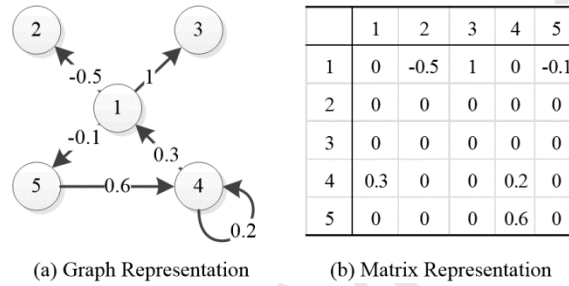 2
3
-0.5
1
1
-0.1
0.3
5
0.6
4
0.2
(a) Graph Representation
1 2 3 4 5
1 0 -0.5 1 0 -0.1
2 0 0 0 0 0
3 0 0 0 0 0
4 0.3 0 0 0.2 0
5 0 0 0 0.6 0
(b) Matrix Representation